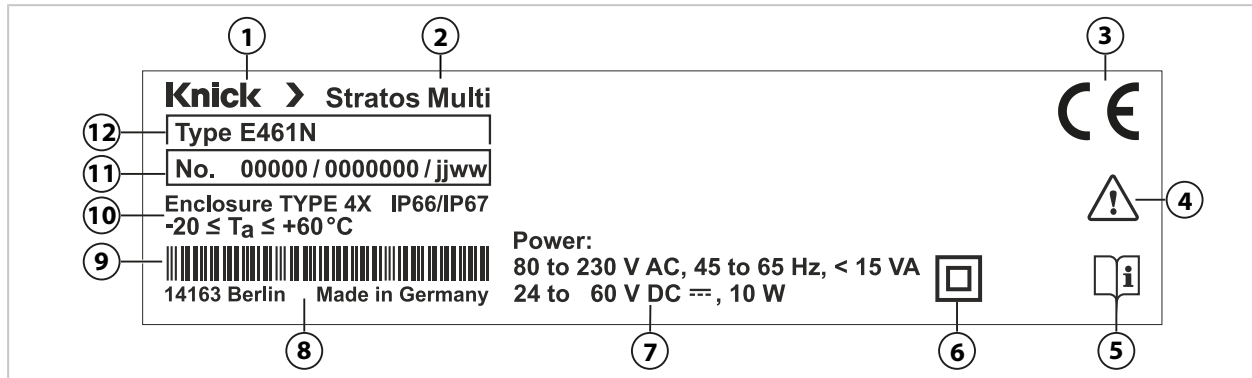 1 2 3
Knick > Stratos Multi
CE
12 Type E461N
11 No. 00000 / 0000000 / jjww
4
10 Enclosure TYPE 4X IP66/IP67
-20 ≤ Ta ≤ +60 °C
9
Power:
80 to 230 V AC, 45 to 65 Hz, < 15 VA
24 to 60 V DC ⎓, 10 W
i
14163 Berlin Made in Germany
8 7 6 5